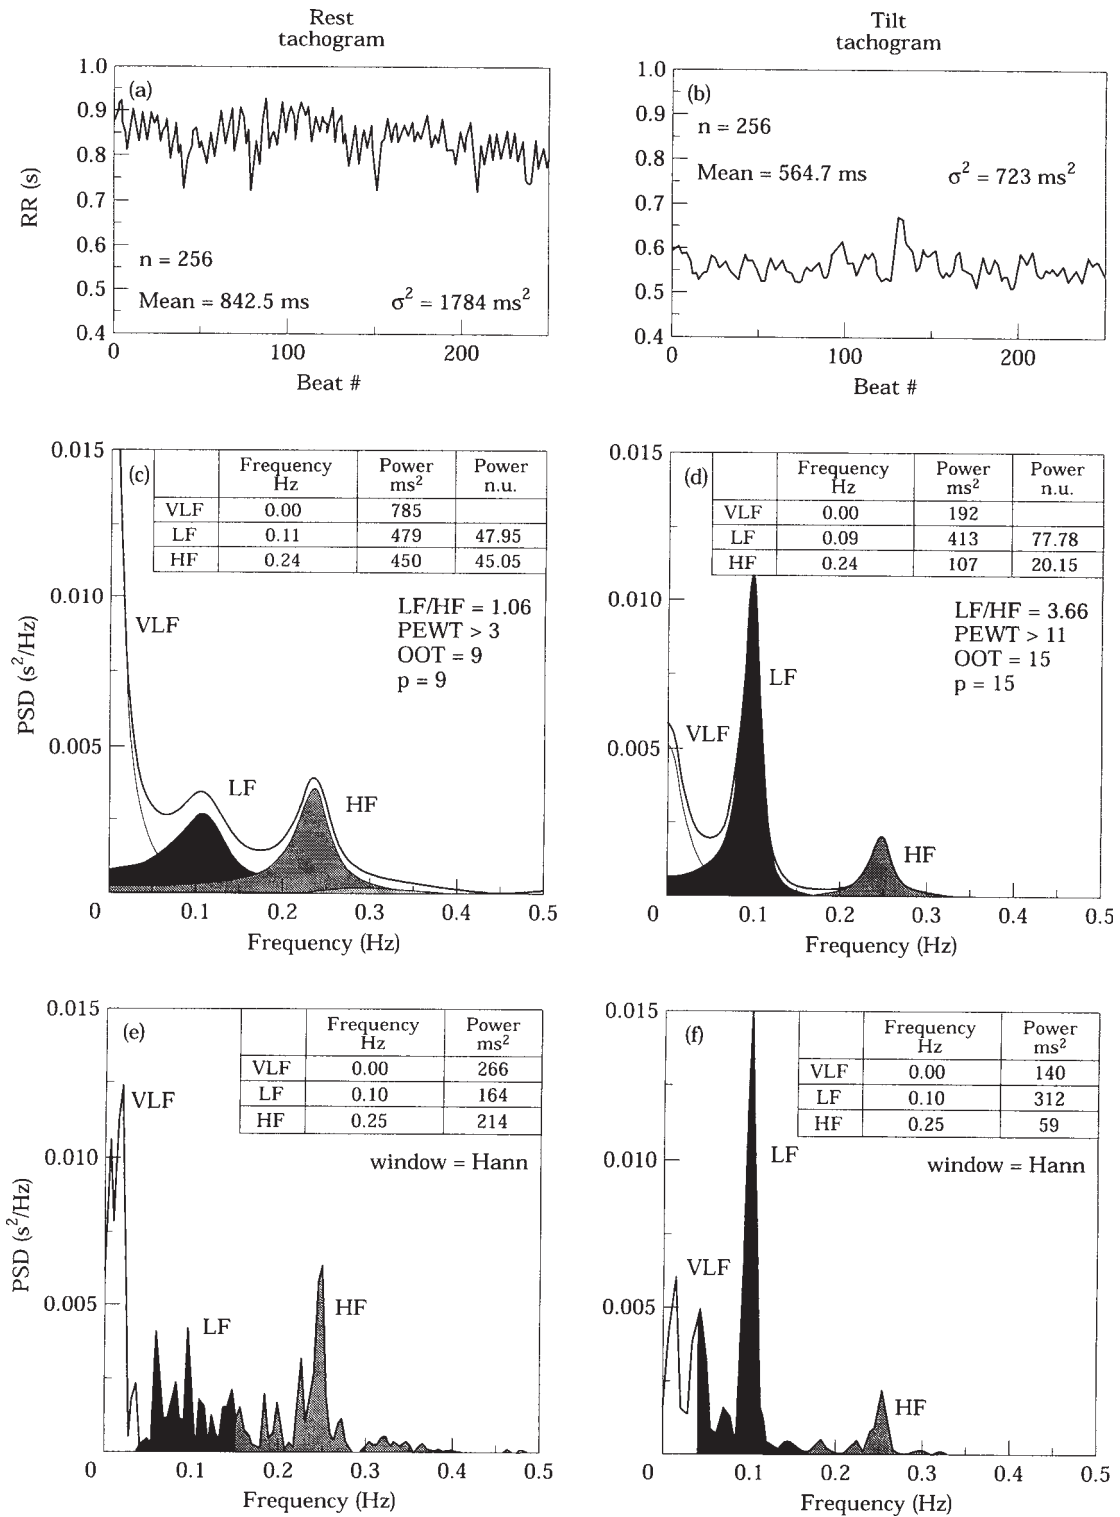 Rest
tachogram
Tilt
tachogram
1.0
0.9
0.8
0.7
0.6
0.5
0.4
RR (s)
(a)
n = 256
Mean = 842.5 ms σ² = 1784 ms²
0 100 200
Beat #
1.0
0.9
0.8
0.7
0.6
0.5
0.4
(b)
n = 256
Mean = 564.7 ms σ² = 723 ms²
0 100 200
Beat #
0.015
0.010
0.005
PSD (s²/Hz)
(c)
Frequency Power Power
Hz ms² n.u.
VLF 0.00 785
LF 0.11 479 47.95
HF 0.24 450 45.05
LF/HF = 1.06
PEWT > 3
OOT = 9
p = 9
VLF
LF
HF
0 0.1 0.2 0.3 0.4 0.5
Frequency (Hz)
0.015
0.010
0.005
(d)
Frequency Power Power
Hz ms² n.u.
VLF 0.00 192
LF 0.09 413 77.78
HF 0.24 107 20.15
LF/HF = 3.66
PEWT > 11
OOT = 15
p = 15
LF
VLF
HF
0 0.1 0.2 0.3 0.4 0.5
Frequency (Hz)
0.015
0.010
0.005
PSD (s²/Hz)
(e)
Frequency Power
Hz ms²
VLF 0.00 266
LF 0.10 164
HF 0.25 214
window = Hann
VLF
LF
HF
0 0.1 0.2 0.3 0.4 0.5
Frequency (Hz)
0.015
0.010
0.005
(f)
Frequency Power
Hz ms²
VLF 0.00 140
LF 0.10 312
HF 0.25 59
window = Hann
LF
VLF
HF
0 0.1 0.2 0.3 0.4 0.5
Frequency (Hz)